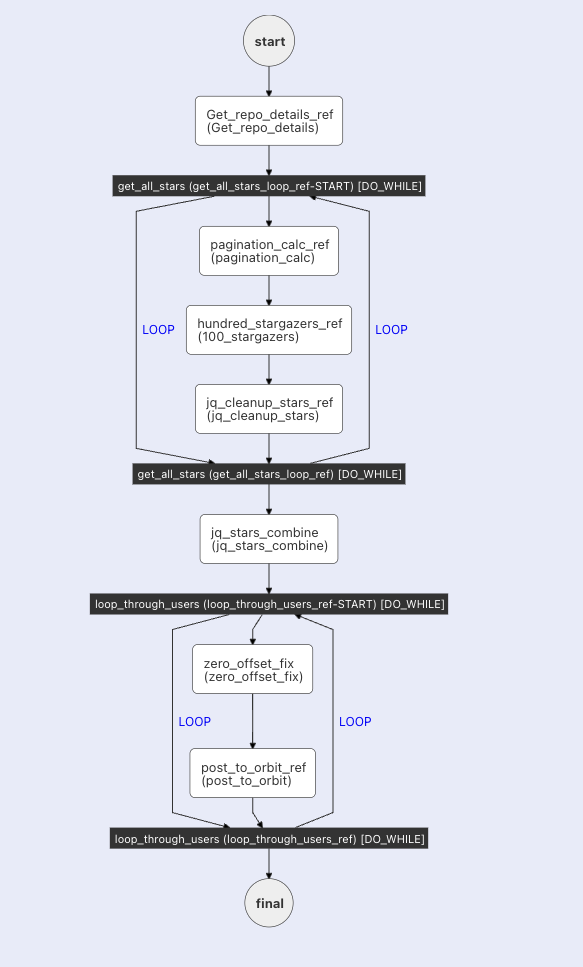 start
Get_repo_details_ref
(Get_repo_details)
get_all_stars (get_all_stars_loop_ref-START) [DO_WHILE]
pagination_calc_ref
(pagination_calc)
LOOP
hundred_stargazers_ref
(100_stargazers)
LOOP
jq_cleanup_stars_ref
(jq_cleanup_stars)
get_all_stars (get_all_stars_loop_ref) [DO_WHILE]
jq_stars_combine
(jq_stars_combine)
loop_through_users (loop_through_users_ref-START) [DO_WHILE]
zero_offset_fix
(zero_offset_fix)
LOOP
LOOP
post_to_orbit_ref
(post_to_orbit)
loop_through_users (loop_through_users_ref) [DO_WHILE]
final